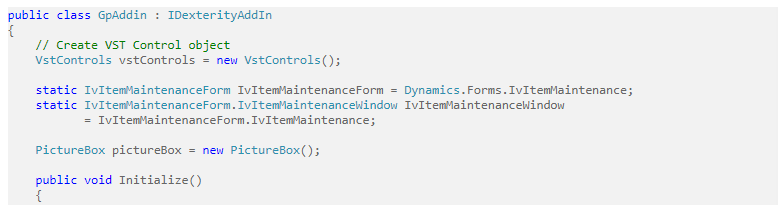 public class GpAddin : IDexterityAddIn
{
// Create VST Control object
VstControls vstControls = new VstControls();
static IvItemMaintenanceForm IvItemMaintenanceForm = Dynamics.Forms.IvItemMaintenance;
static IvItemMaintenanceForm.IvItemMaintenanceWindow IvItemMaintenanceWindow
= IvItemMaintenanceForm.IvItemMaintenance;
PictureBox pictureBox = new PictureBox();
public void Initialize()
{